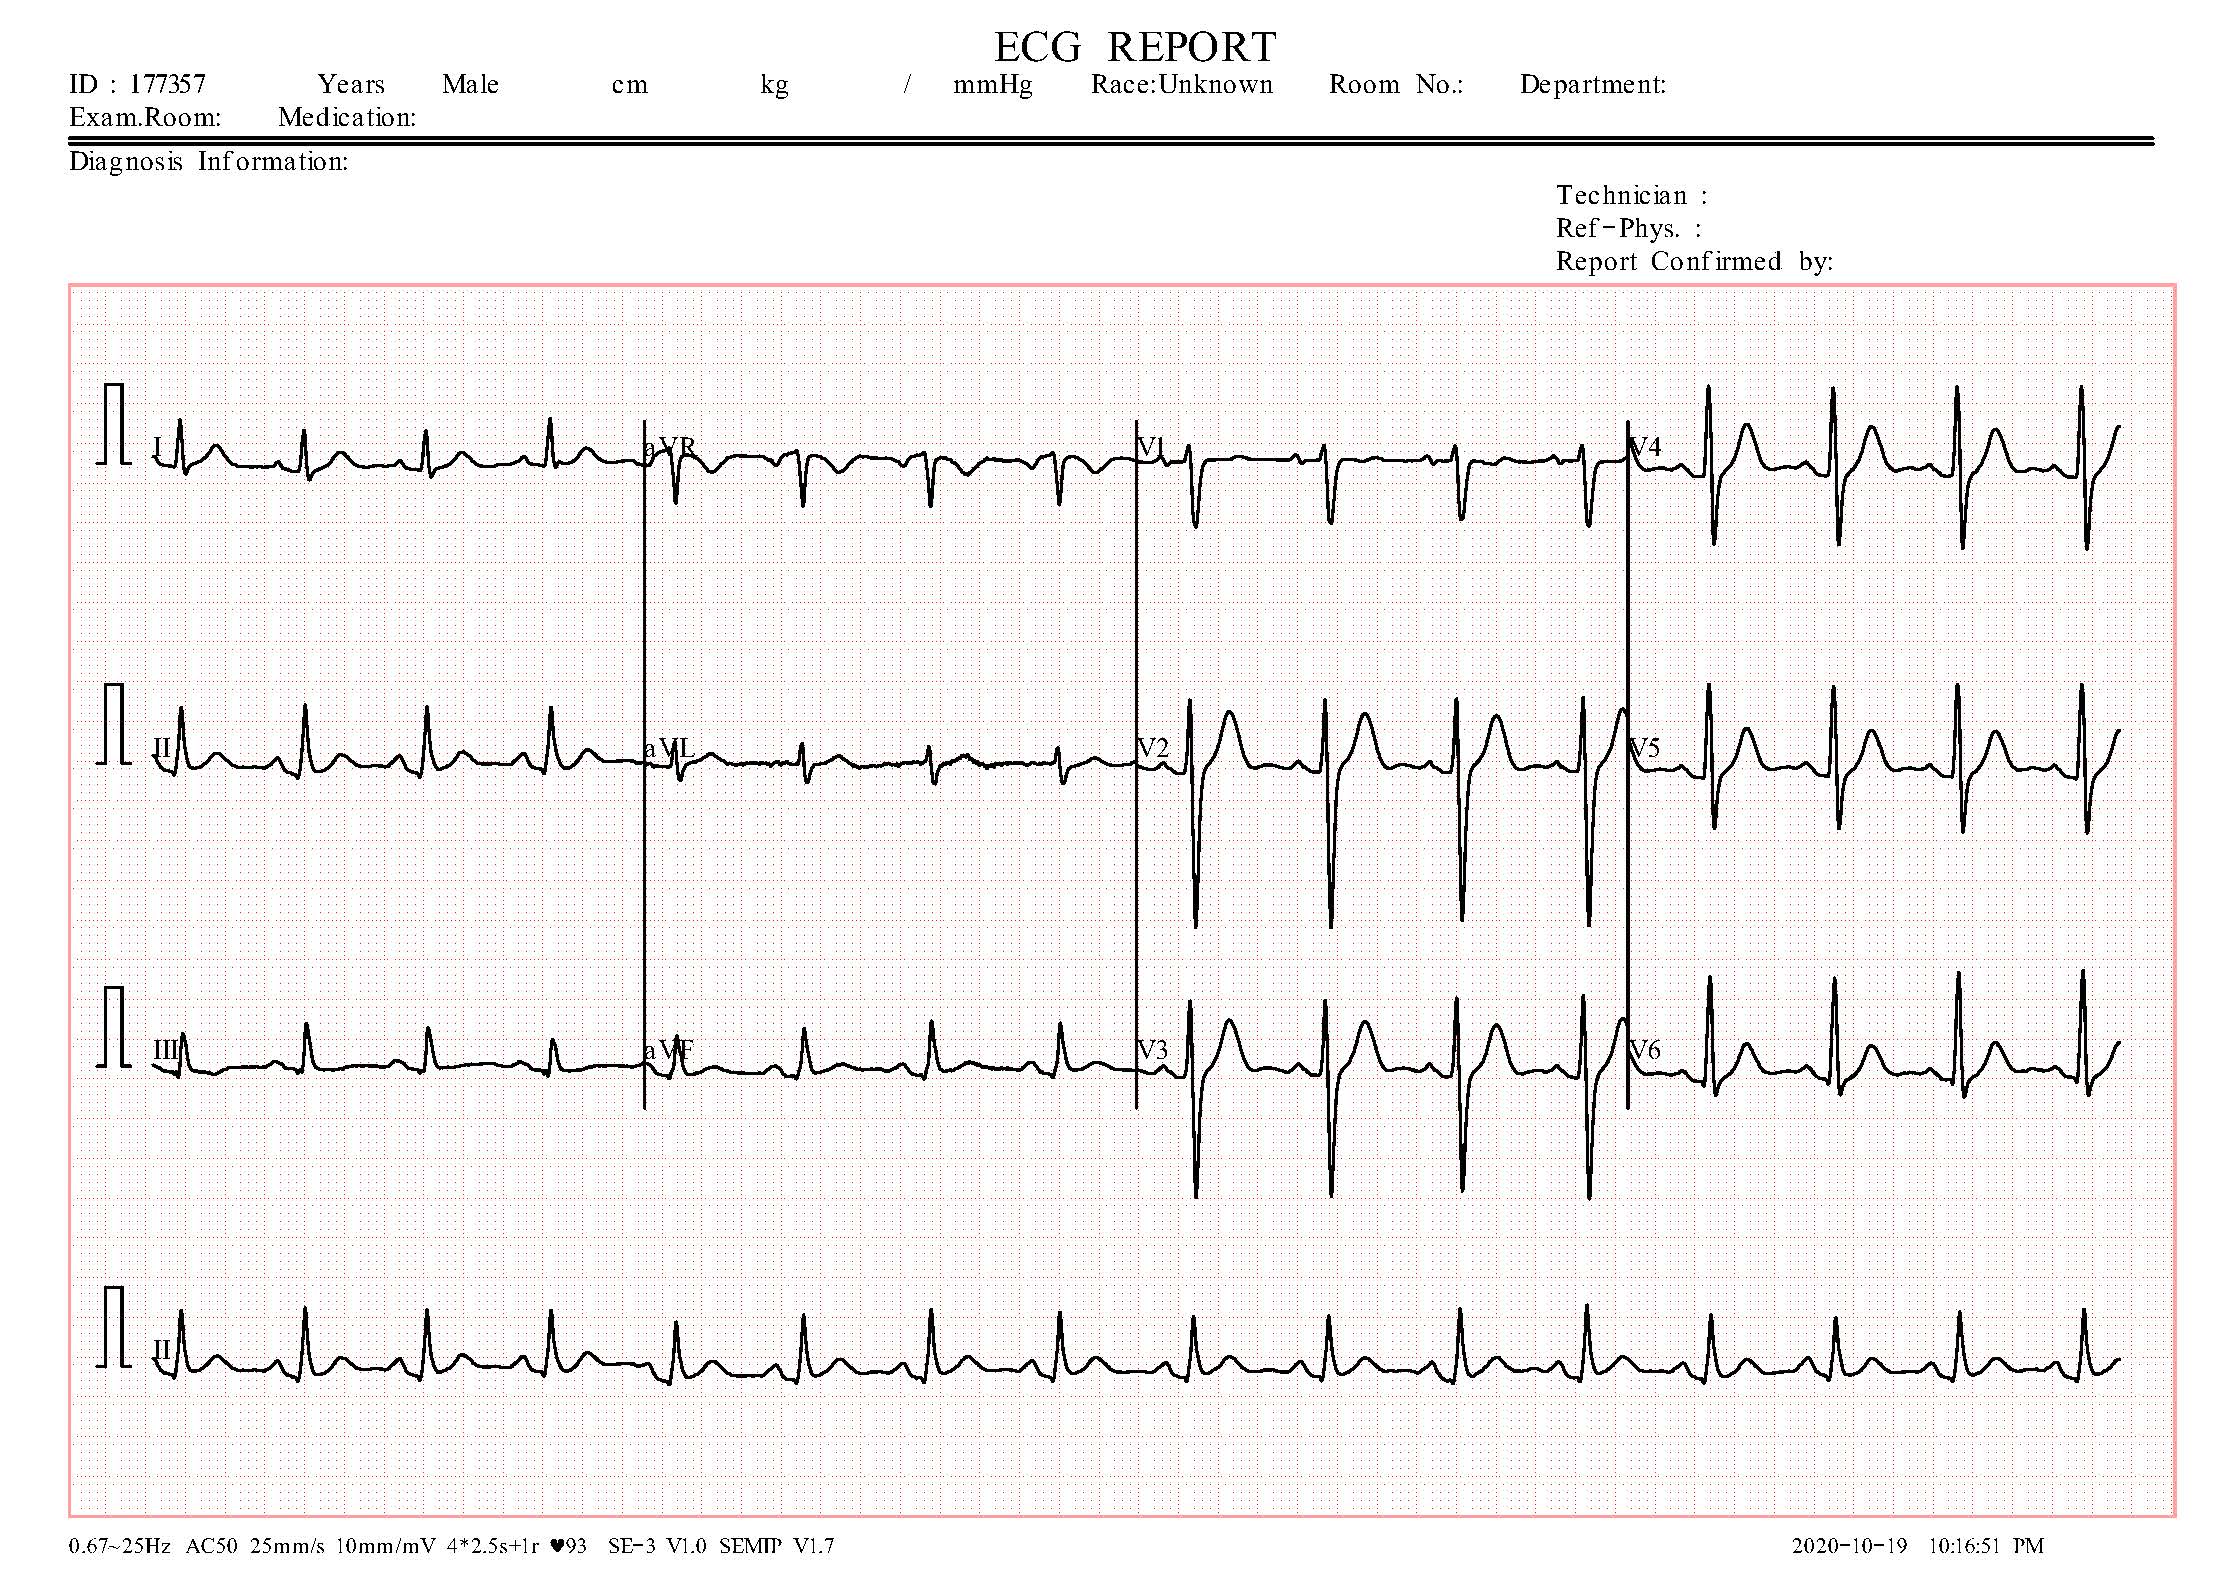 ECG REPORT
ID : 177357 Years Male cm kg / mmHg Race:Unknown Room No.: Department:
Exam.Room: Medication:
Diagnosis Information:
Technician :
Ref-Phys. :
Report Confirmed by:
I aVR V1 V4
II aVL V2 V5
III aVF V3 V6
II
0.67~25Hz AC50 25mm/s 10mm/mV 4*2.5s+1r ♥93 SE-3 V1.0 SEMIP V1.7 2020-10-19 10:16:51 PM